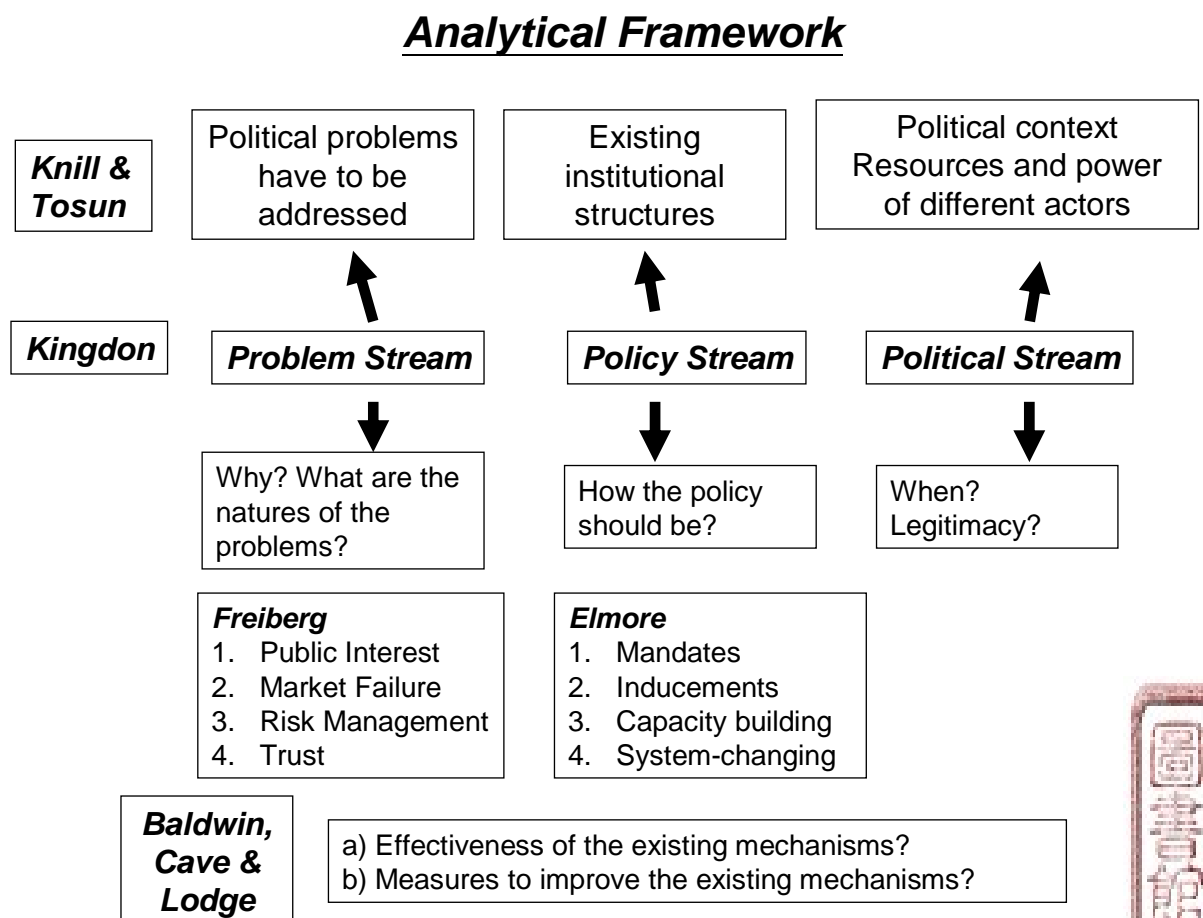 Analytical Framework
Knill &
Tosun
Political problems
have to be
addressed
Existing
institutional
structures
Political context
Resources and power
of different actors
Kingdon
Problem Stream
Policy Stream
Political Stream
Why? What are the
natures of the
problems?
How the policy
should be?
When?
Legitimacy?
Freiberg
1. Public Interest
2. Market Failure
3. Risk Management
4. Trust
Elmore
1. Mandates
2. Inducements
3. Capacity building
4. System-changing
Baldwin,
Cave &
Lodge
a) Effectiveness of the existing mechanisms?
b) Measures to improve the existing mechanisms?
圖書館